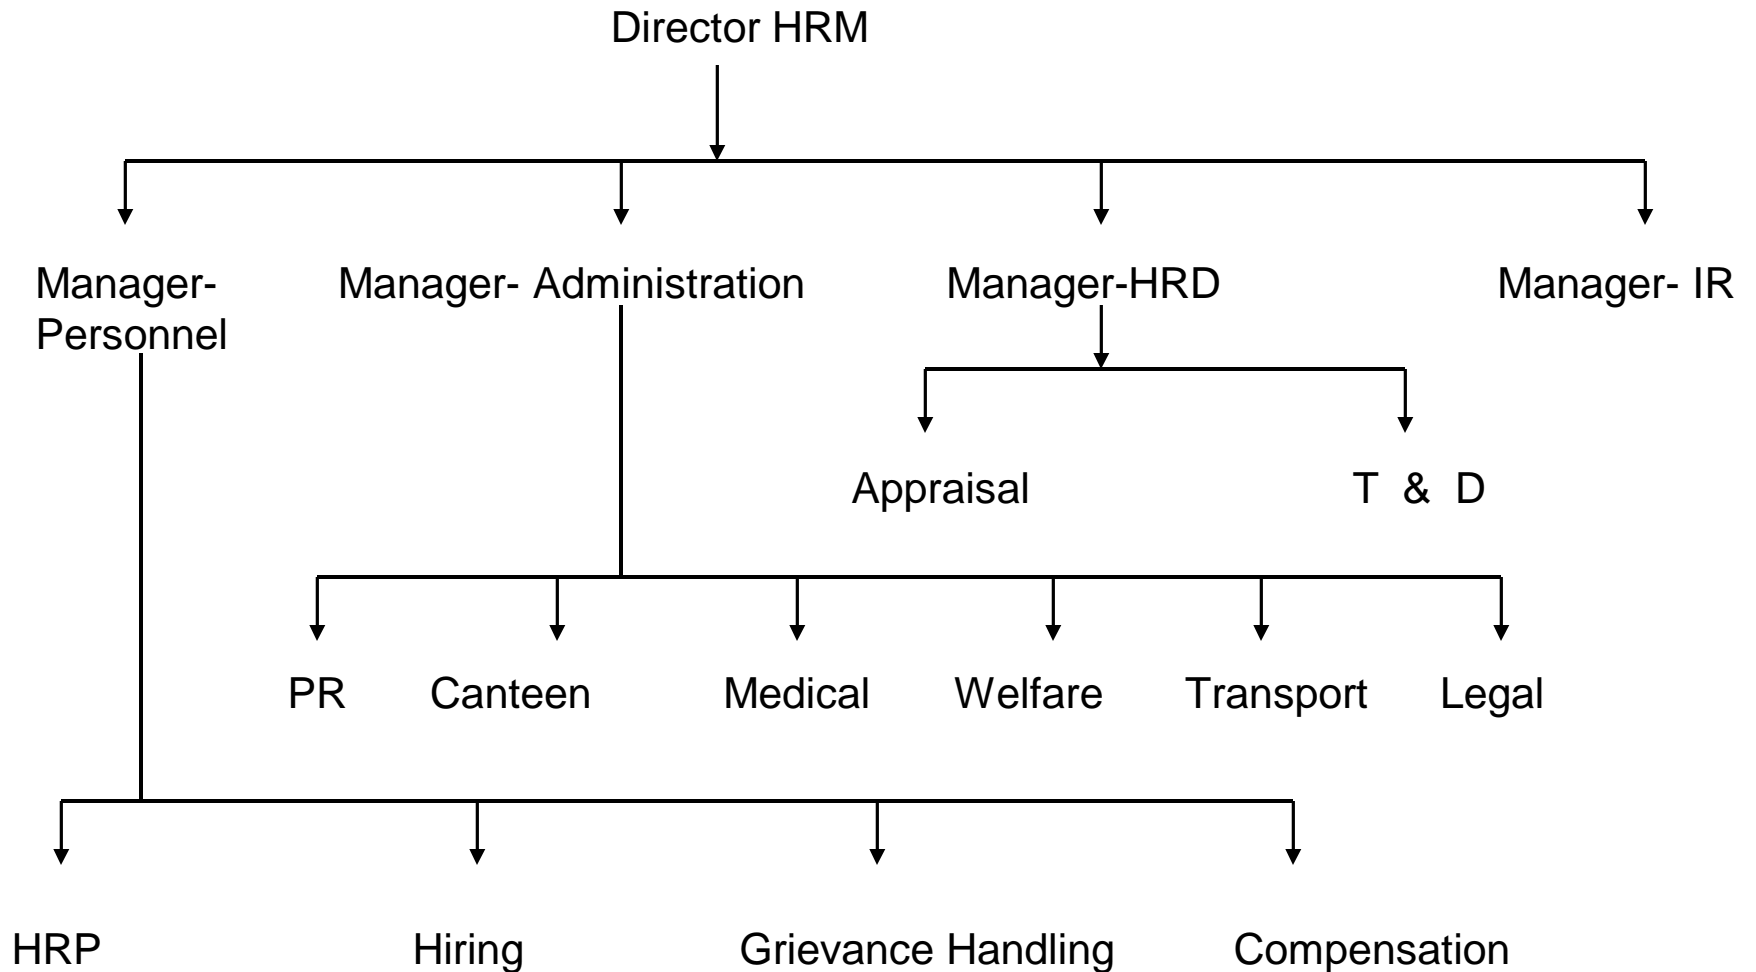 Director HRM
Manager-
Personnel
Manager- Administration
Manager-HRD
Manager- IR
Appraisal
T & D
PR
Canteen
Medical
Welfare
Transport
Legal
HRP
Hiring
Grievance Handling
Compensation